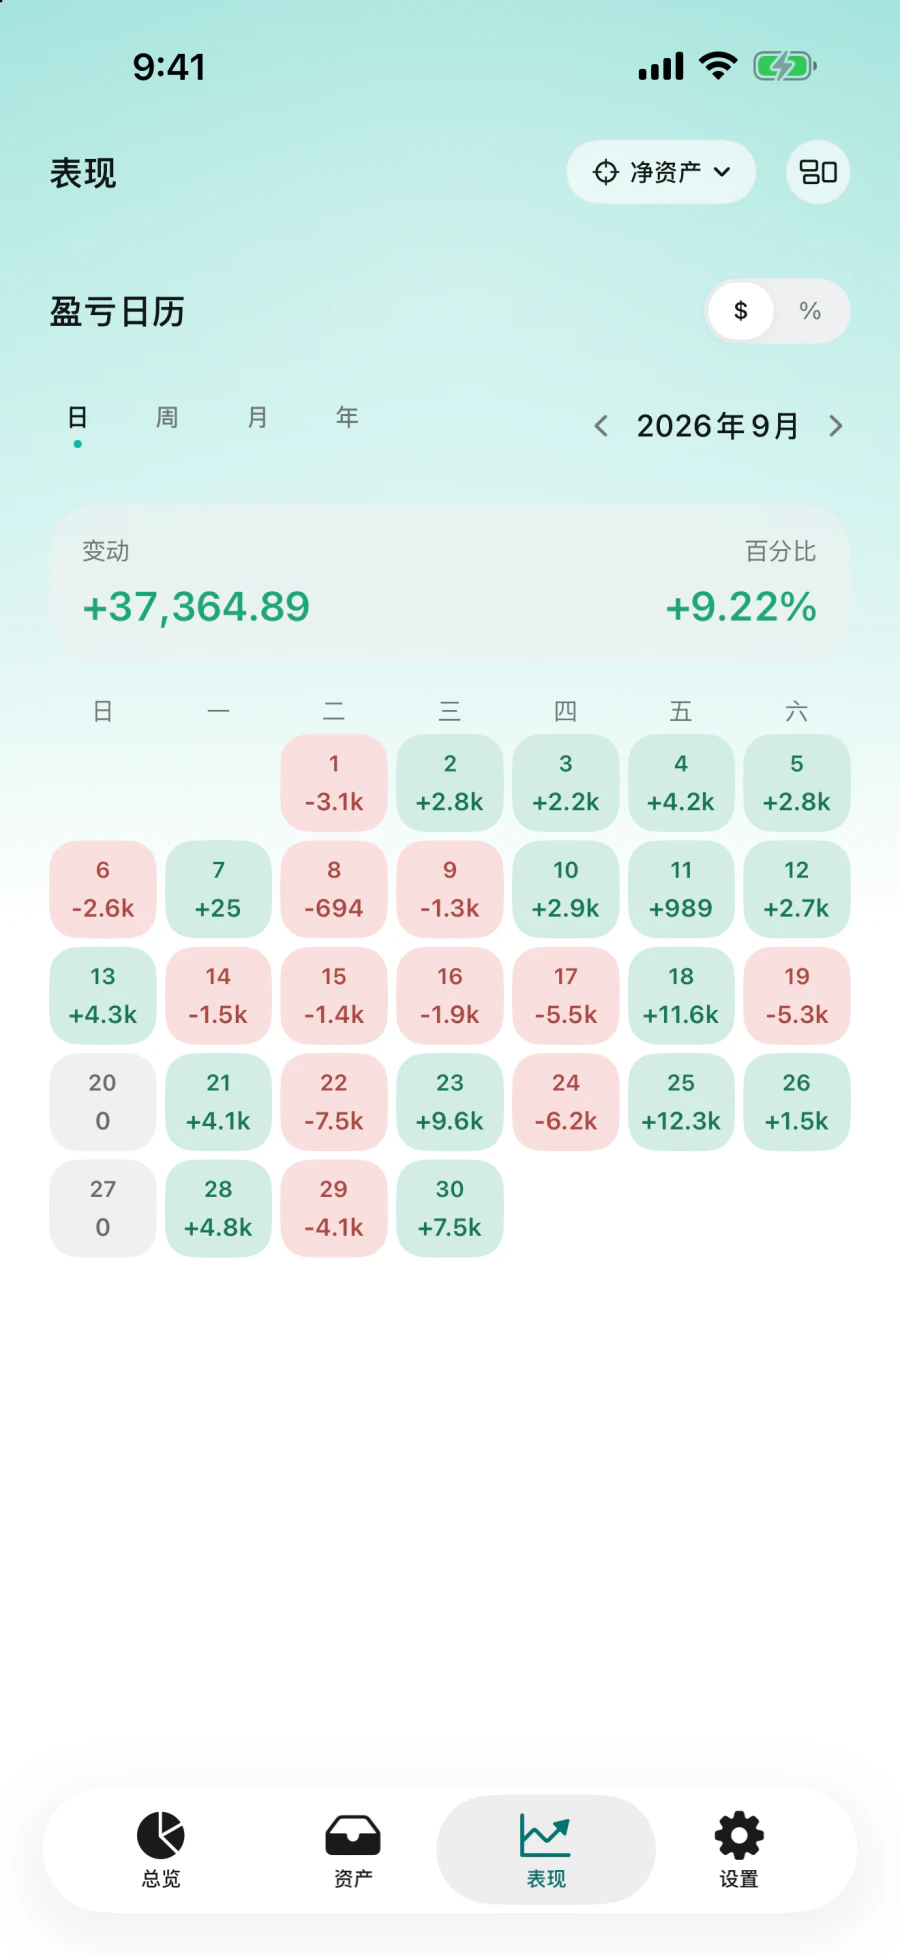 9:41
表现
净资产
盈亏日历
$ %
日 周 月 年
2026年9月
变动 百分比
+37,364.89 +9.22%
日 一 二 三 四 五 六
1 2 3 4 5
-3.1k +2.8k +2.2k +4.2k +2.8k
6 7 8 9 10 11 12
-2.6k +25 -694 -1.3k +2.9k +989 +2.7k
13 14 15 16 17 18 19
+4.3k -1.5k -1.4k -1.9k -5.5k +11.6k -5.3k
20 21 22 23 24 25 26
0 +4.1k -7.5k +9.6k -6.2k +12.3k +1.5k
27 28 29 30
0 +4.8k -4.1k +7.5k
总览 资产 表现 设置